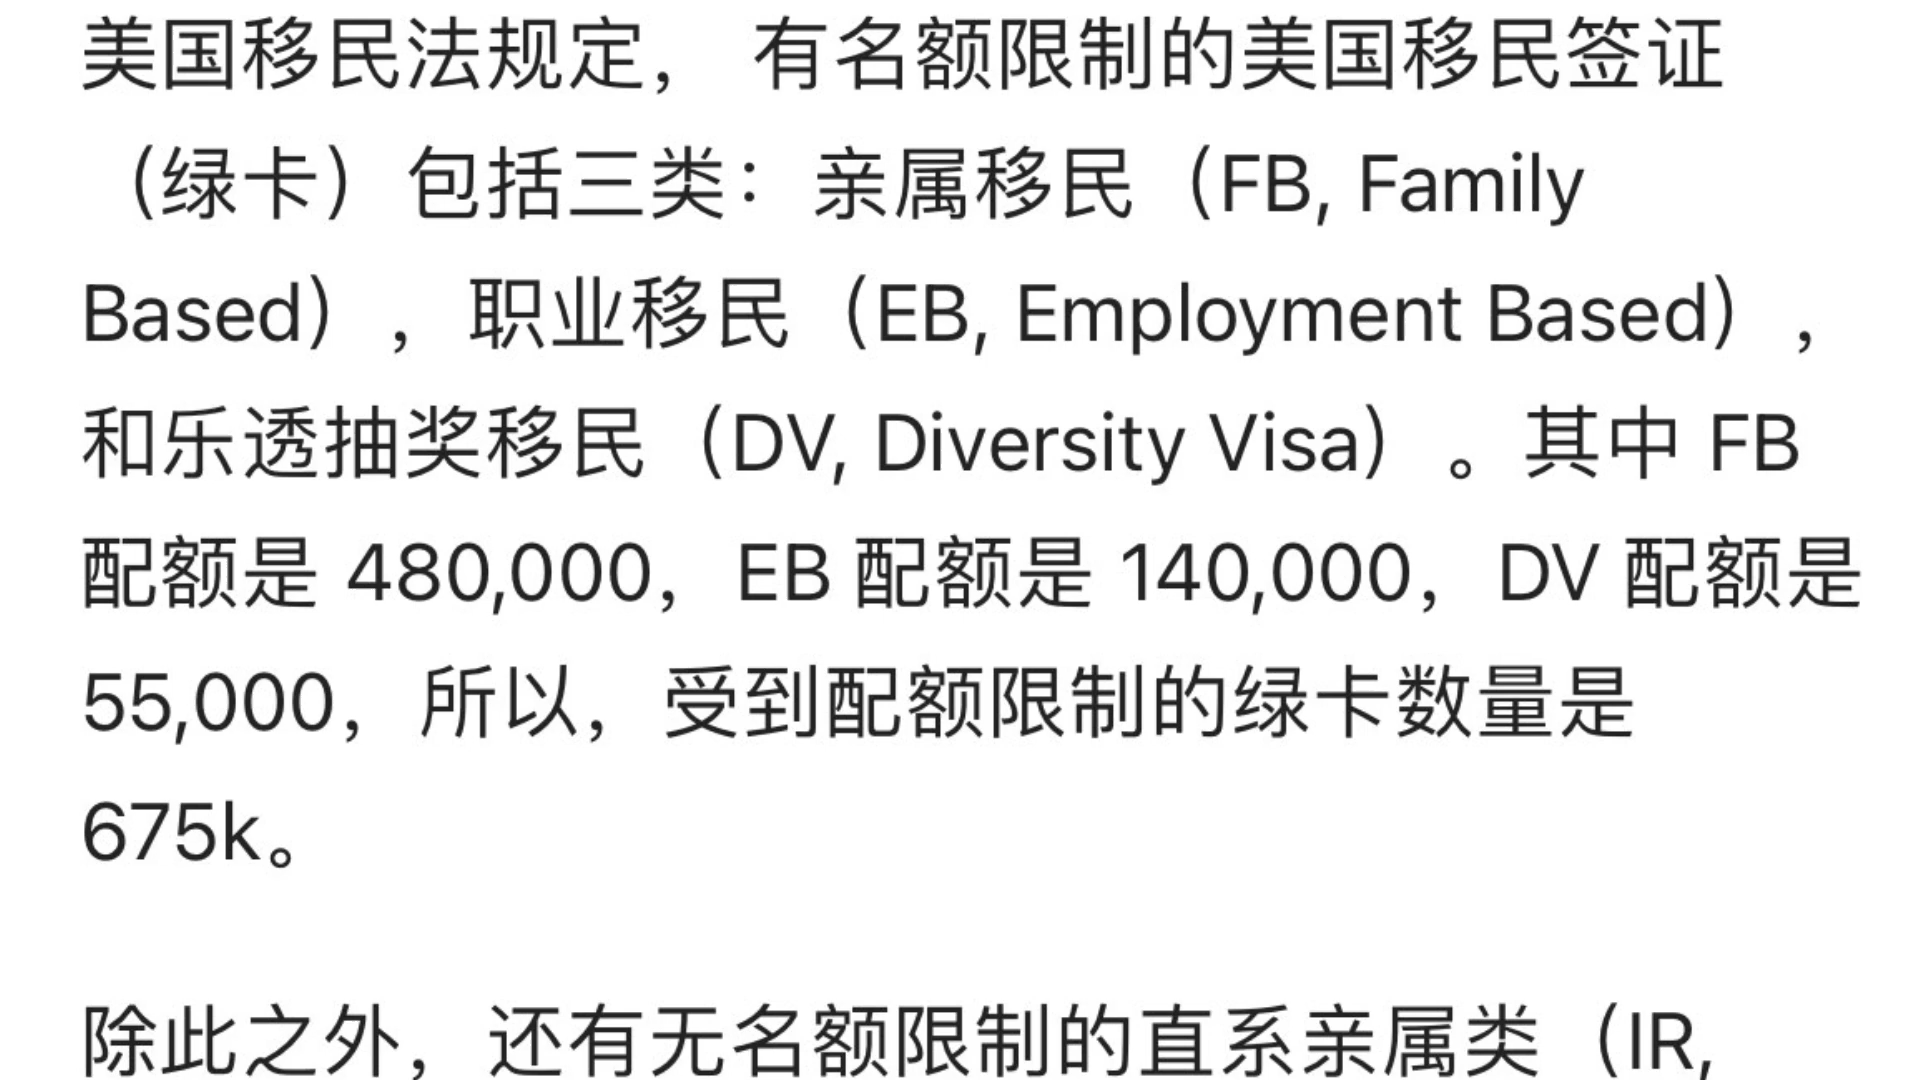 美国移民法规定， 有名额限制的美国移民签证
（绿卡）包括三类：亲属移民（FB, Family
Based），职业移民（EB, Employment Based），
和乐透抽奖移民（DV, Diversity Visa）。其中 FB
配额是 480,000，EB 配额是 140,000，DV 配额是
55,000，所以，受到配额限制的绿卡数量是
675k。
除此之外，还有无名额限制的直系亲属类（IR,